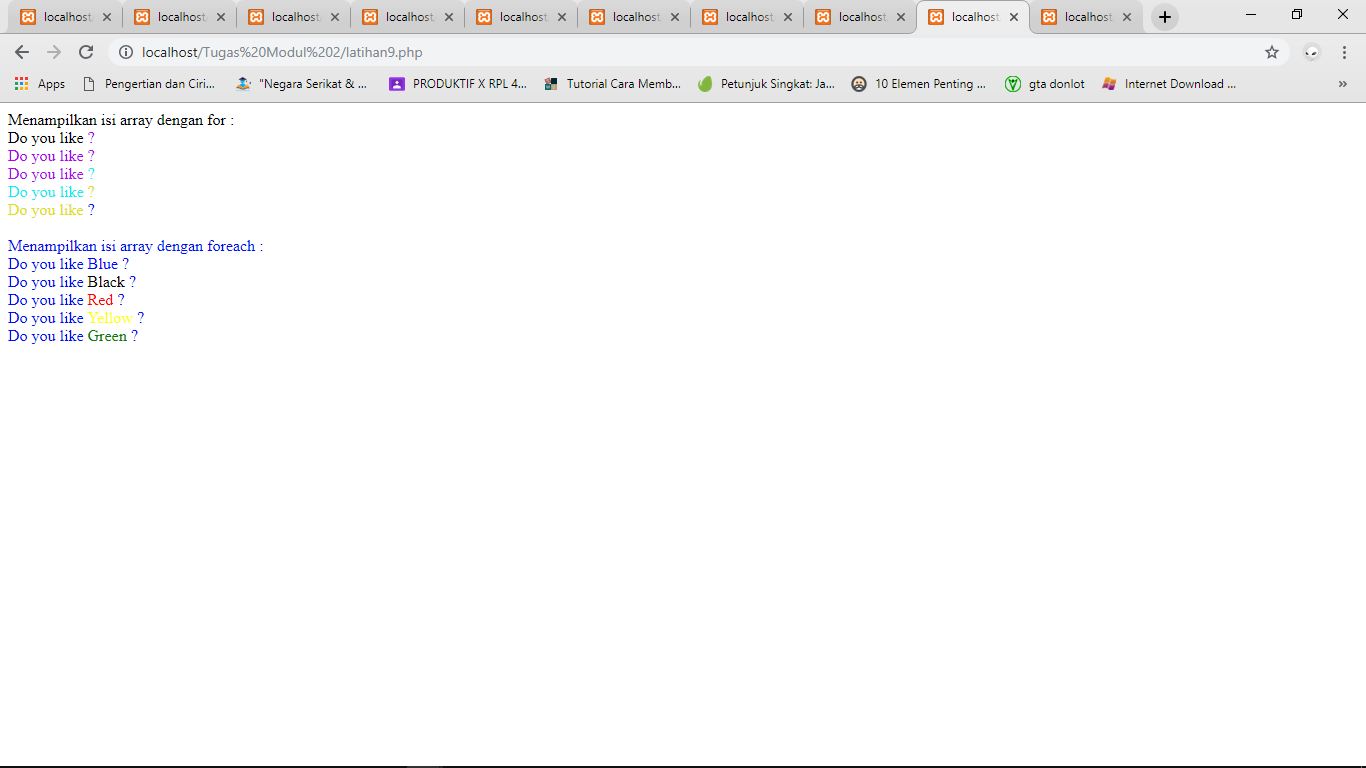 localhost
localhost
localhost
localhost
localhost
localhost
localhost
localhost
localhost
localhost
localhost/Tugas%20Modul%202/latihan9.php
Apps
Pengertian dan Ciri...
"Negara Serikat & ...
PRODUKTIF X RPL 4...
Tutorial Cara Memb...
Petunjuk Singkat: Ja...
10 Elemen Penting ...
gta donlot
Internet Download ...
»
Menampilkan isi array dengan for :
Do you like ?
Do you like ?
Do you like ?
Do you like ?
Do you like ?
Menampilkan isi array dengan foreach :
Do you like Blue ?
Do you like Black ?
Do you like Red ?
Do you like Yellow ?
Do you like Green ?